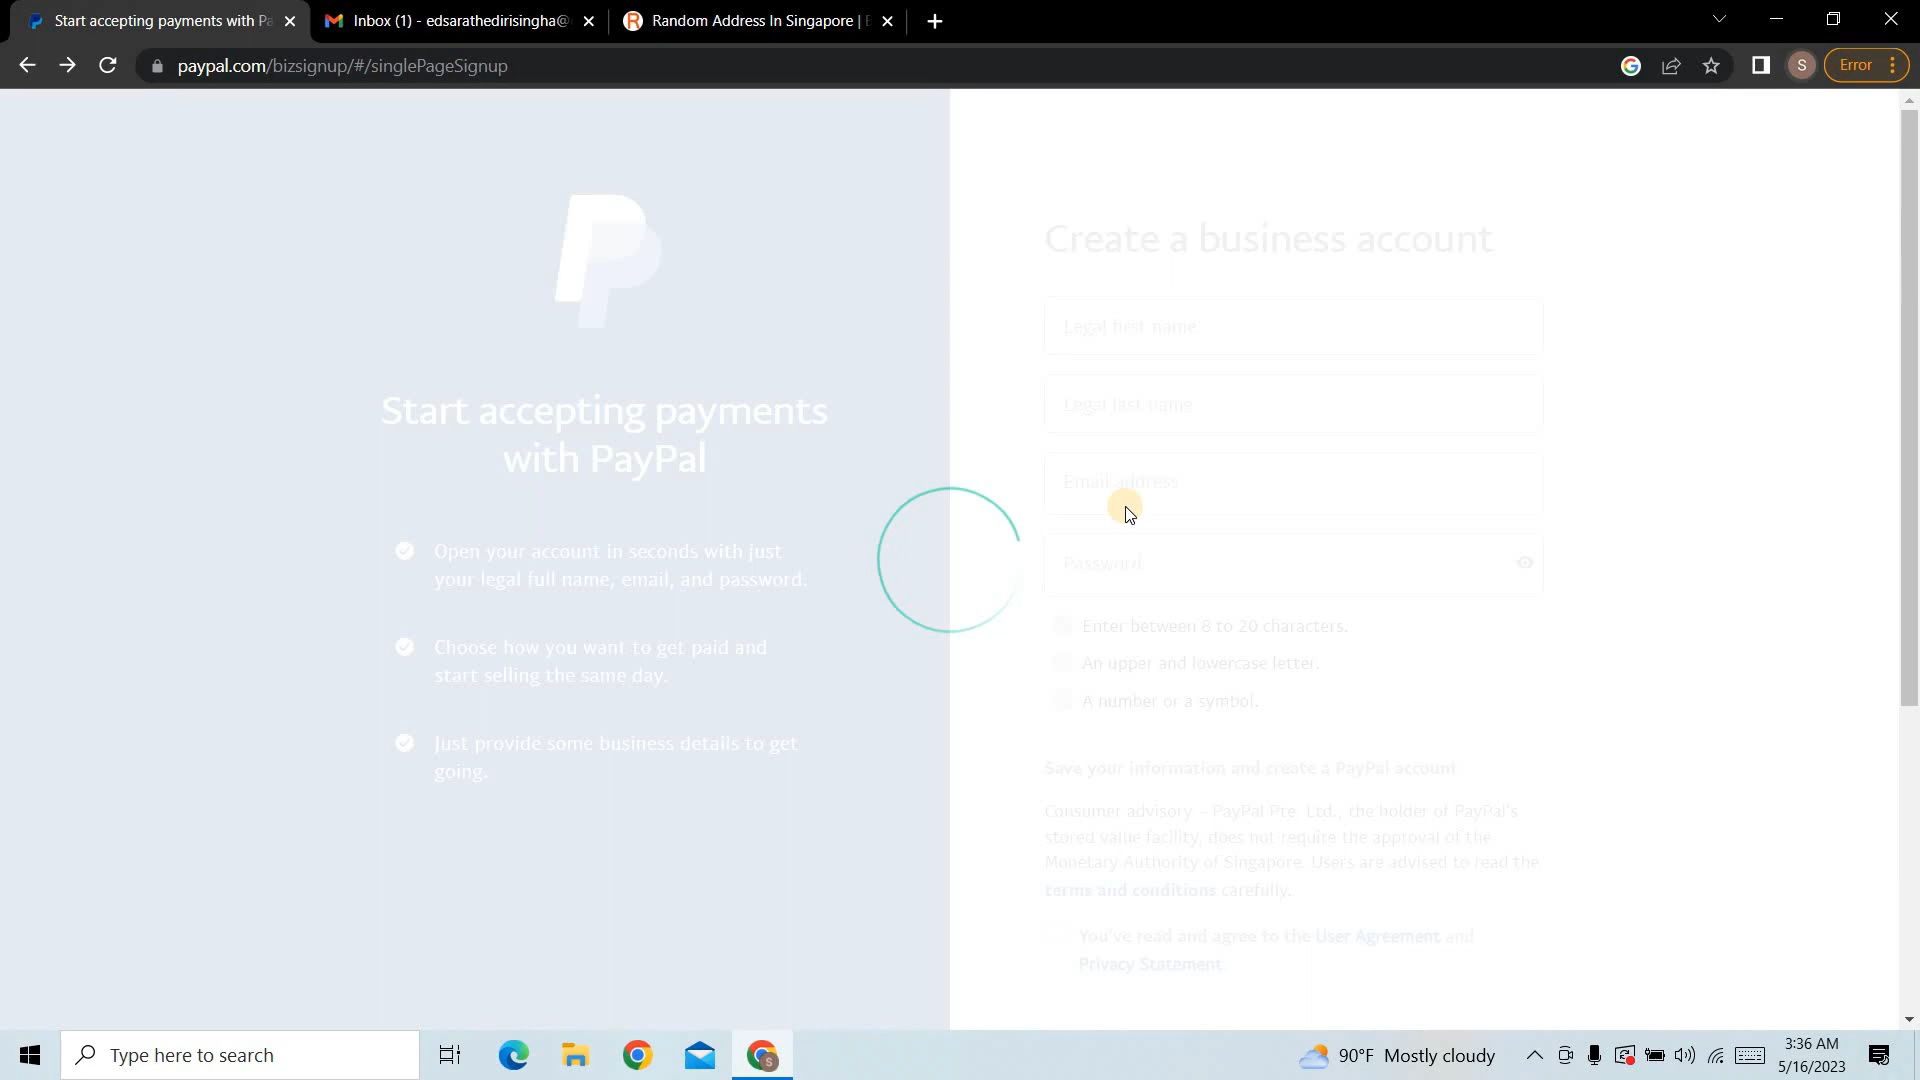 Start accepting payments with Pa
Inbox (1) - edsarathedirisingha@
Random Address In Singapore |
paypal.com/bizsignup/#/singlePageSignup
S
Error
Start accepting payments
with PayPal
Open your account in seconds with just
your legal full name, email, and password.
Choose how you want to get paid and
start selling the same day.
Just provide some business details to get
going.
Create a business account
Legal first name
Legal last name
Email address
Password
Enter between 8 to 20 characters.
An upper and lowercase letter.
A number or a symbol.
Save your information and create a PayPal account
Consumer advisory – PayPal Pte. Ltd., the holder of PayPal's
stored value facility, does not require the approval of the
Monetary Authority of Singapore. Users are advised to read the
terms and conditions carefully.
You've read and agree to the User Agreement and
Privacy Statement
Type here to search
S
90°F Mostly cloudy
3:36 AM
5/16/2023